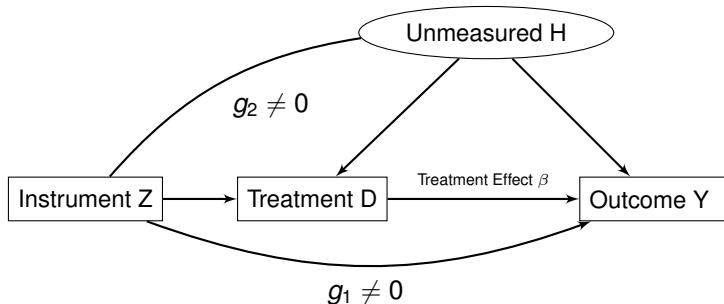 Unmeasured H
g₂ ≠ 0
Instrument Z
Treatment D
Treatment Effect β
Outcome Y
g₁ ≠ 0